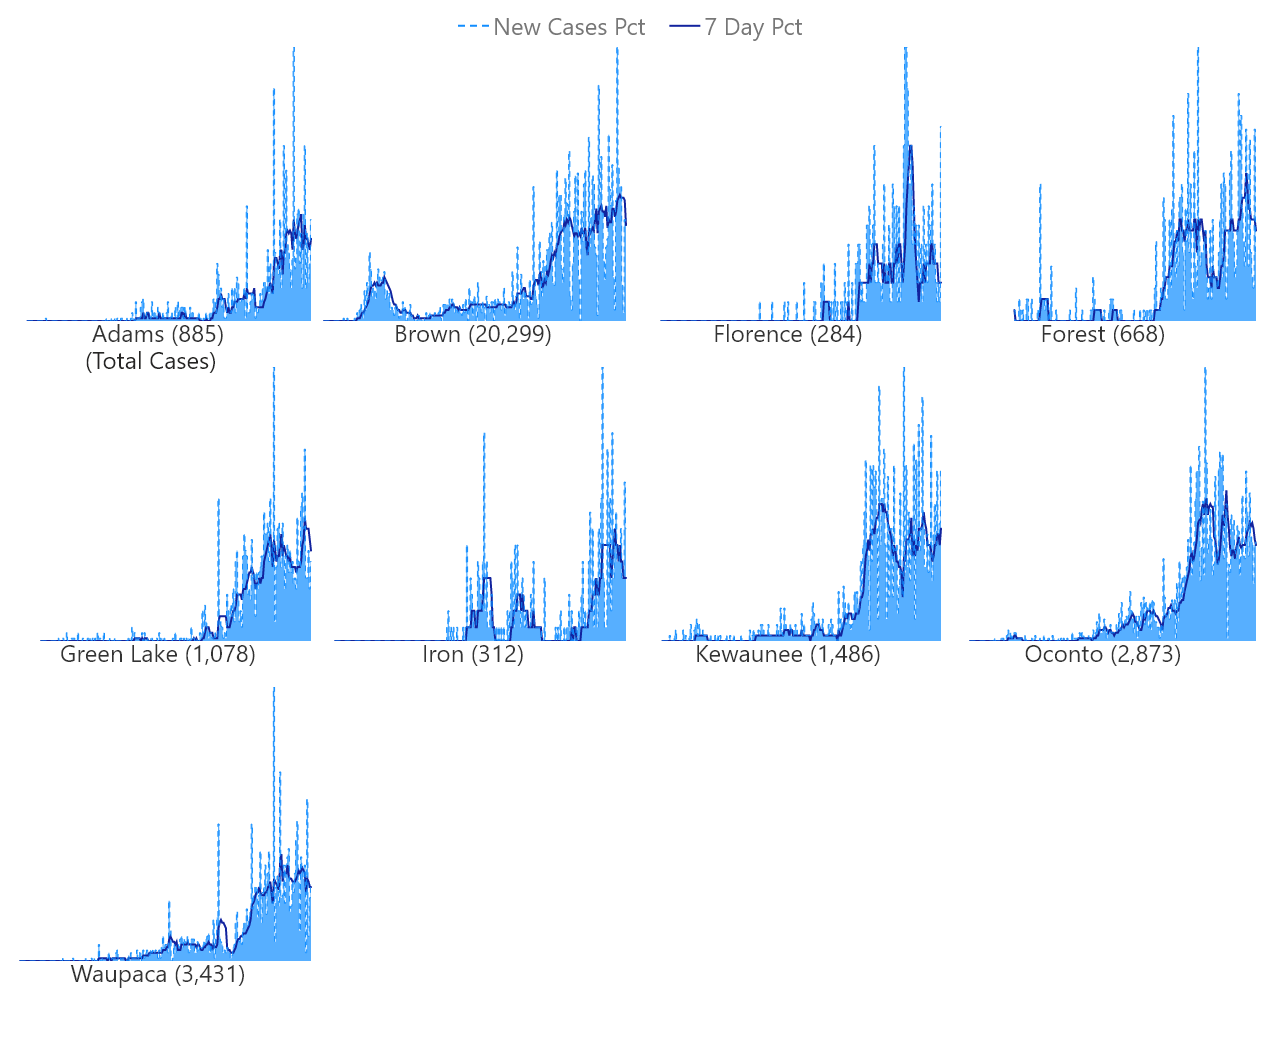 New Cases Pct 7 Day Pct
Adams (885)
(Total Cases)
Brown (20,299)
Florence (284)
Forest (668)
Green Lake (1,078)
Iron (312)
Kewaunee (1,486)
Oconto (2,873)
Waupaca (3,431)